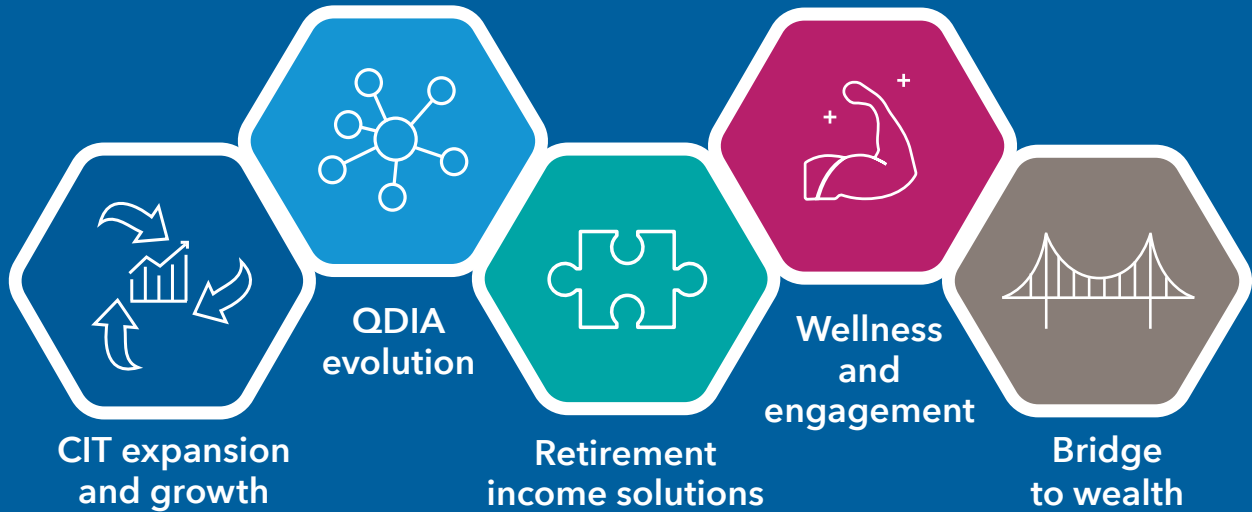 CIT expansion
and growth
QDIA
evolution
Retirement
income solutions
Wellness
and
engagement
Bridge
to wealth